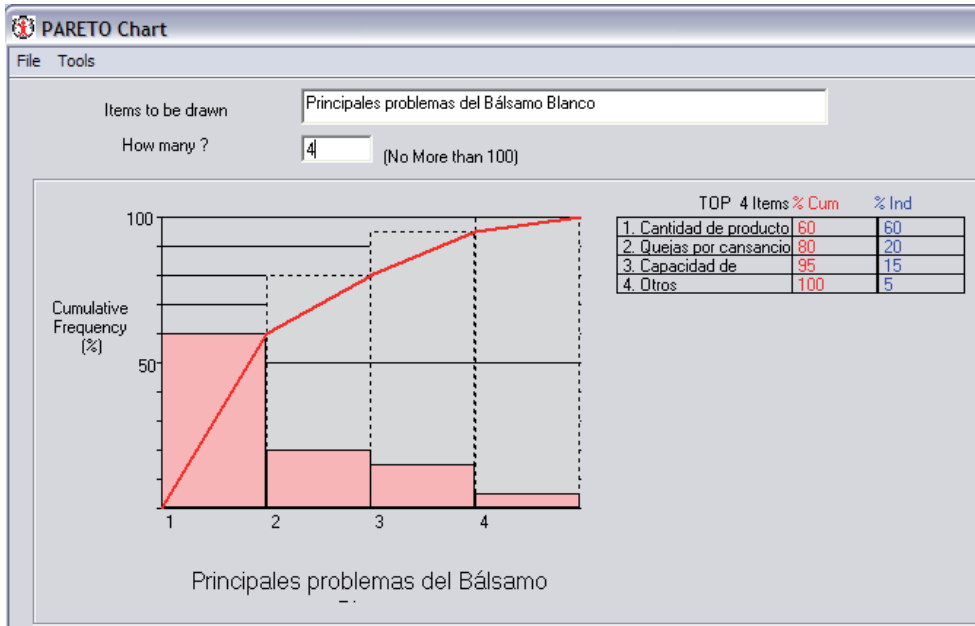 PARETO Chart
File Tools
Items to be drawn Principales problemas del Bálsamo Blanco
How many ? 4 (No More than 100)
TOP 4 Items % Cum % Ind
1. Cantidad de producto 60 60
2. Quejas por cansancio 80 20
3. Capacidad de 95 15
4. Otros 100 5
100
Cumulative
Frequency
(%)
50
1 2 3 4
Principales problemas del Bálsamo